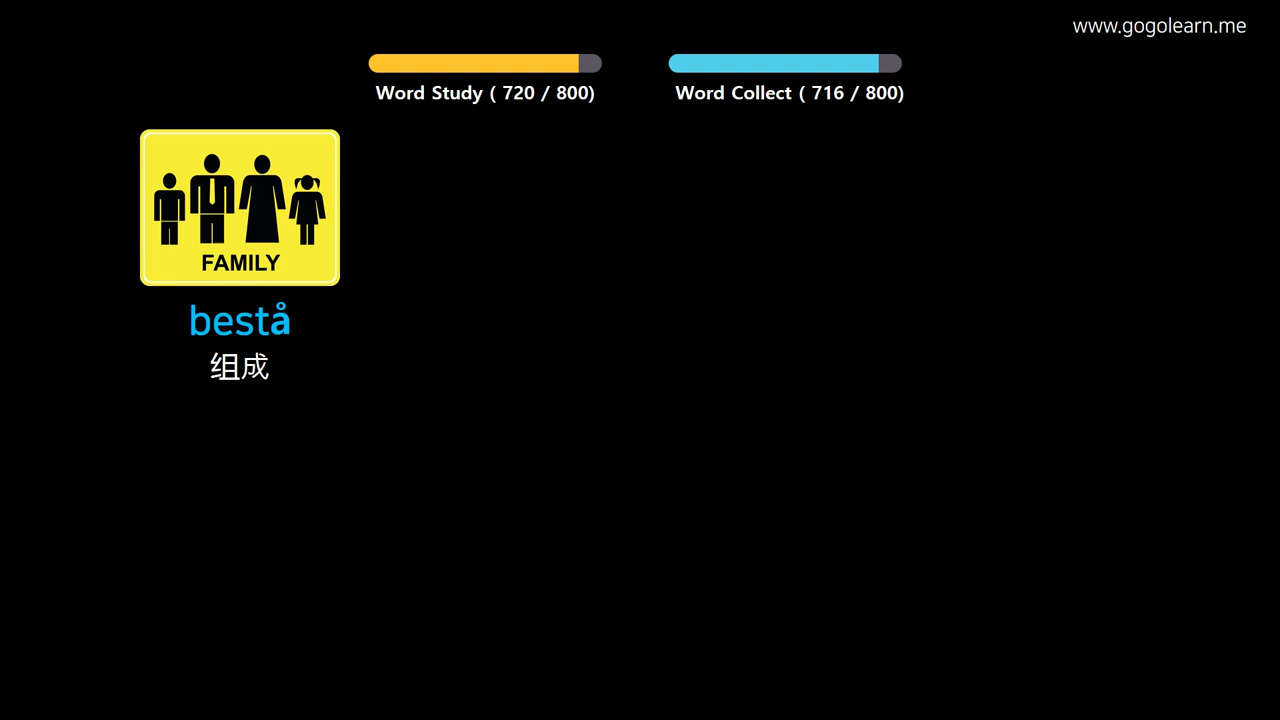 www.gogolearn.me
Word Study ( 720 / 800)
Word Collect ( 716 / 800)
FAMILY
bestå
组成